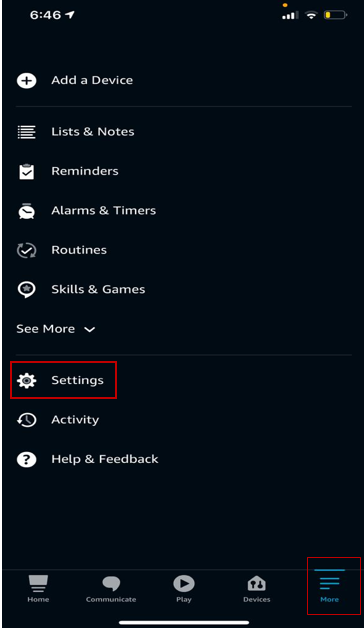 6:46
Add a Device
Lists & Notes
Reminders
Alarms & Timers
Routines
Skills & Games
See More
Settings
Activity
Help & Feedback
Home Communicate Play Devices More